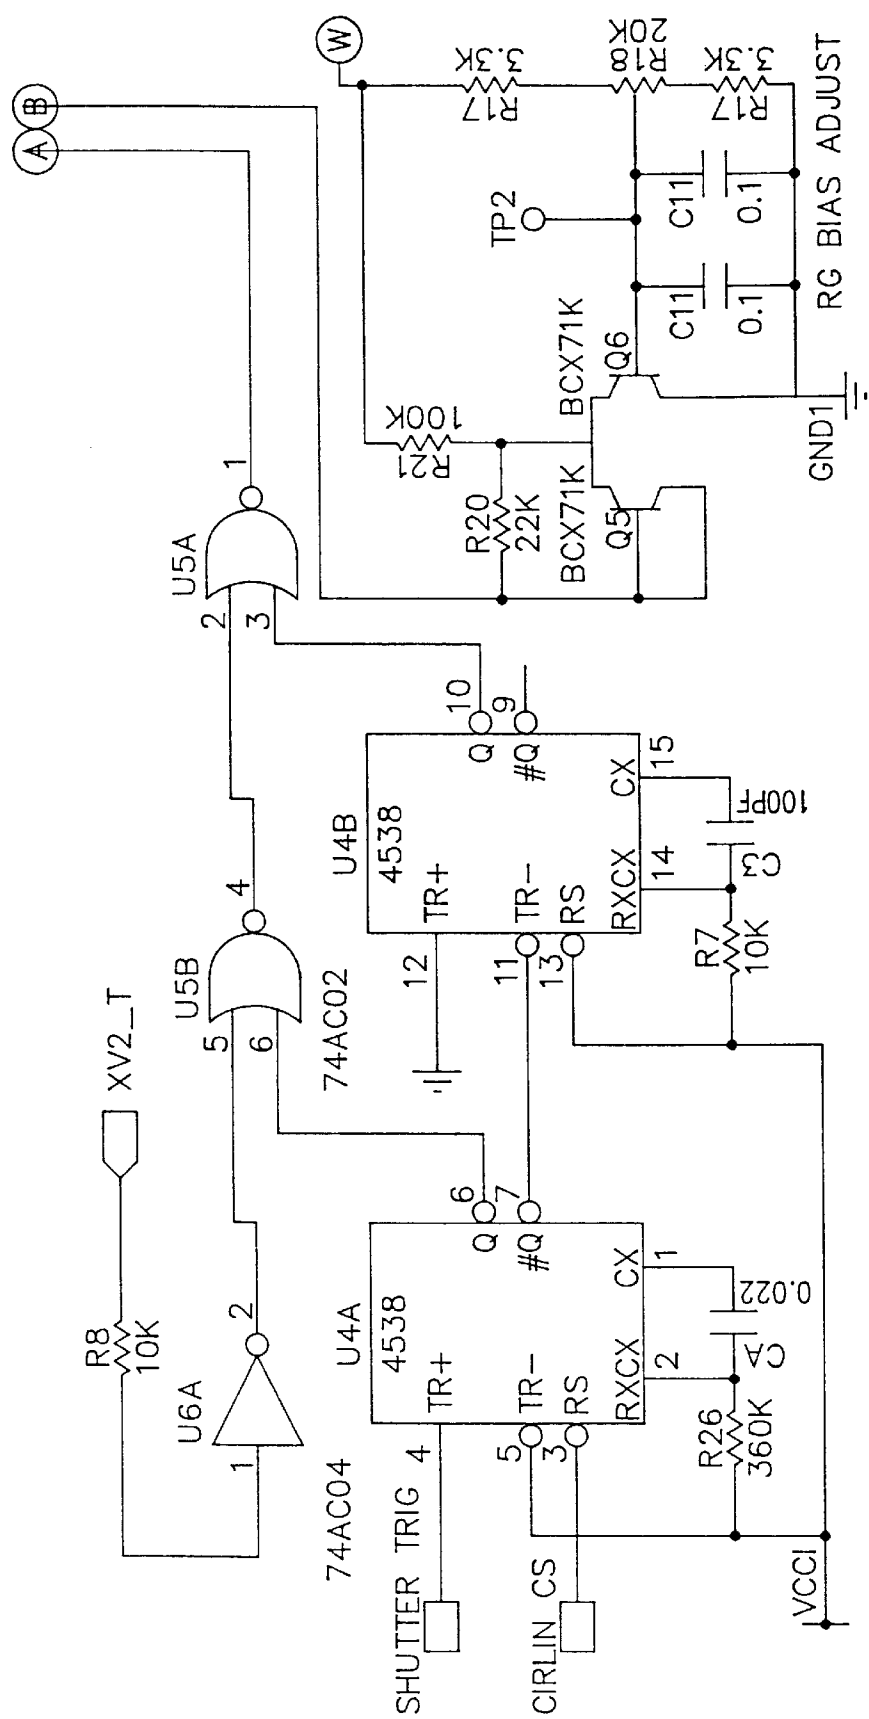 A
B
W
XV2_T
R8
10K
U6A
1
2
74AC04
U5B
5
6
4
74AC02
U5A
2
3
1
SHUTTER TRIG
CIRLIN CS
U4A
4538
4
TR+
5
TR-
3
RS
Q
6
#Q
7
RXCX
2
CX
1
R26
360K
CA
0.022
VCCI
U4B
4538
12
TR+
11
TR-
13
RS
Q
10
#Q
9
RXCX
14
CX
15
R7
10K
C3
100PF
R20
22K
R21
100K
BCX71K
Q5
BCX71K
Q6
TP2
R17
3.3K
R18
20K
R17
3.3K
C11
0.1
C11
0.1
GND1
RG BIAS ADJUST